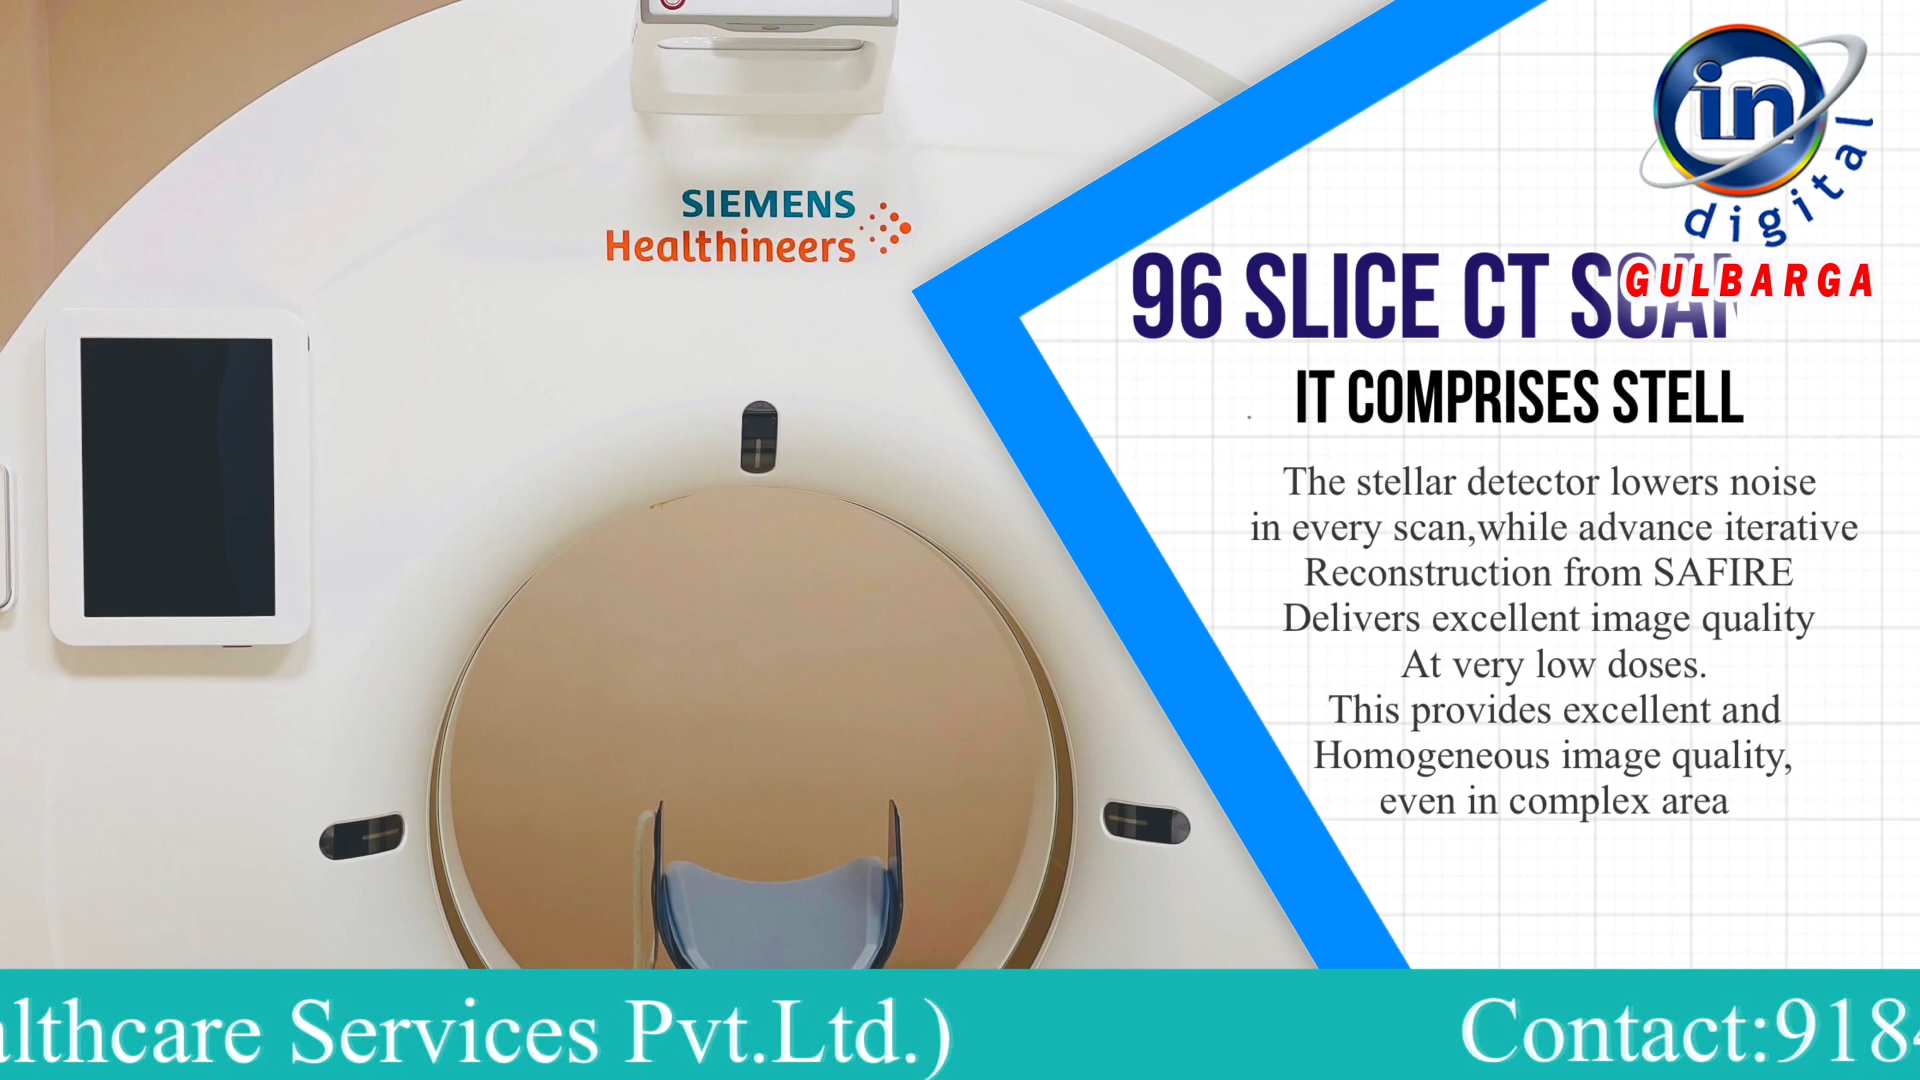 SIEMENS
Healthineers
in
digital
GULBARGA
96 SLICE CT
IT COMPRISES STELL
The stellar detector lowers noise
in every scan,while advance iterative
Reconstruction from SAFIRE
Delivers excellent image quality
At very low doses.
This provides excellent and
Homogeneous image quality,
even in complex area
althcare Services Pvt.Ltd.)
Contact:918